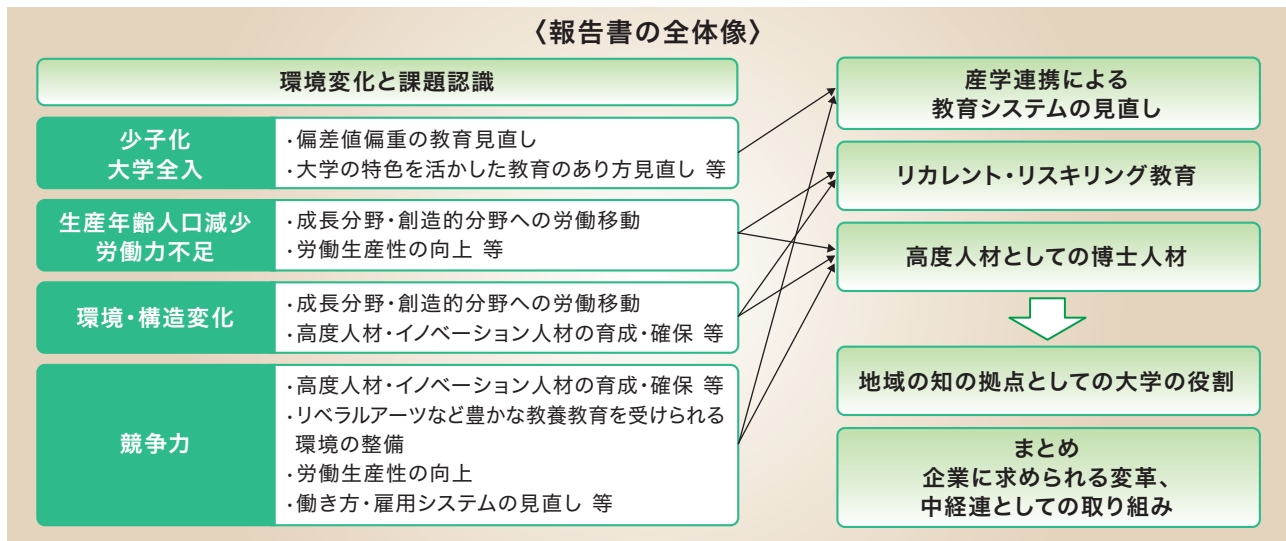 〈報告書の全体像〉
環境変化と課題認識
少子化
大学全入
・偏差値偏重の教育見直し
・大学の特色を活かした教育のあり方見直し 等
生産年齢人口減少
労働力不足
・成長分野・創造的分野への労働移動
・労働生産性の向上 等
環境・構造変化
・成長分野・創造的分野への労働移動
・高度人材・イノベーション人材の育成・確保 等
競争力
・高度人材・イノベーション人材の育成・確保 等
・リベラルアーツなど豊かな教養教育を受けられる
環境の整備
・労働生産性の向上
・働き方・雇用システムの見直し 等
産学連携による
教育システムの見直し
リカレント・リスキリング教育
高度人材としての博士人材
地域の知の拠点としての大学の役割
まとめ
企業に求められる変革、
中経連としての取り組み